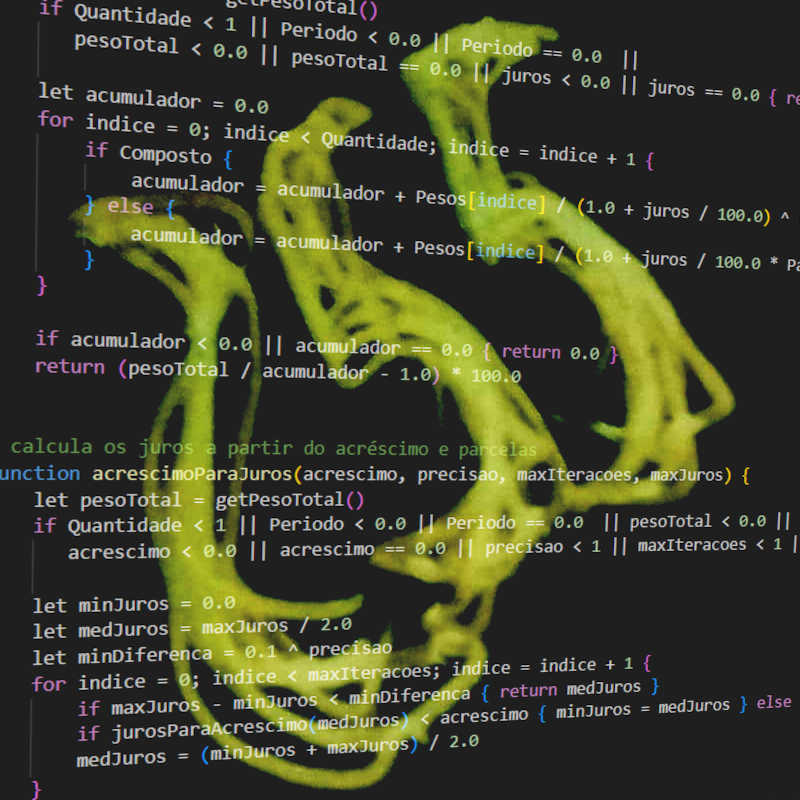 getPesoTotal()
if Quantidade < 1 || Periodo < 0.0 || Periodo == 0.0 ||
pesoTotal < 0.0 || pesoTotal == 0.0 || juros < 0.0 || juros == 0.0 { re
let acumulador = 0.0
for indice = 0; indice < Quantidade; indice = indice + 1 {
if Composto {
acumulador = acumulador + Pesos[indice] / (1.0 + juros / 100.0) ^
} else {
acumulador = acumulador + Pesos[indice] / (1.0 + juros / 100.0 * Pa
}
}
if acumulador < 0.0 || acumulador == 0.0 { return 0.0 }
return (pesoTotal / acumulador - 1.0) * 100.0
calcula os juros a partir do acréscimo e parcelas
unction acrescimoParaJuros(acrescimo, precisao, maxIteracoes, maxJuros) {
let pesoTotal = getPesoTotal()
if Quantidade < 1 || Periodo < 0.0 || Periodo == 0.0 || pesoTotal < 0.0 ||
acrescimo < 0.0 || acrescimo == 0.0 || precisao < 1 || maxIteracoes < 1 |
let minJuros = 0.0
let medJuros = maxJuros / 2.0
let minDiferenca = 0.1 ^ precisao
for indice = 0; indice < maxIteracoes; indice = indice + 1 {
if maxJuros - minJuros < minDiferenca { return medJuros }
if jurosParaAcrescimo(medJuros) < acrescimo { minJuros = medJuros } else
medJuros = (minJuros + maxJuros) / 2.0
}